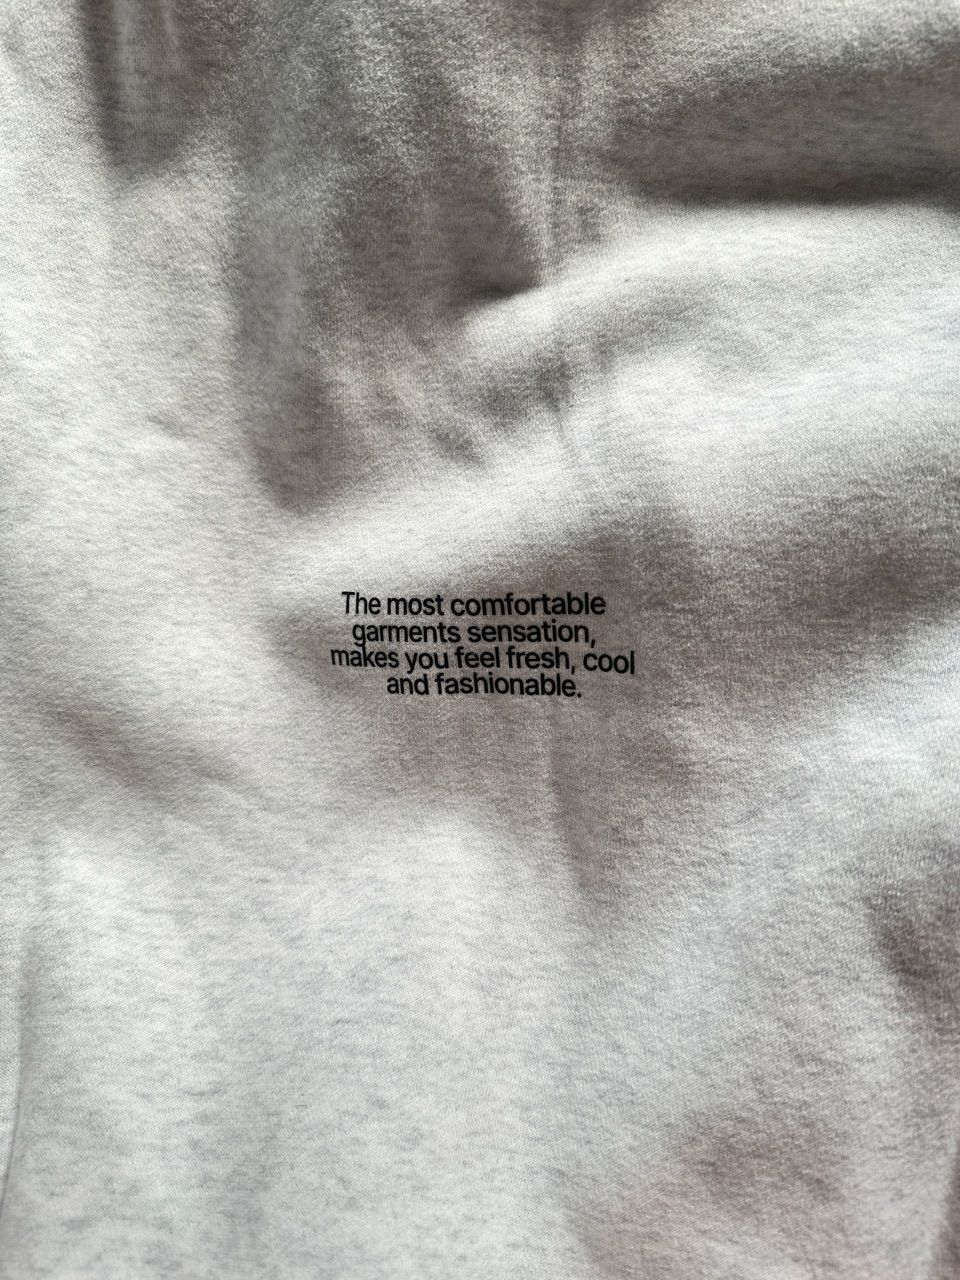 The most comfortable
garments sensation,
makes you feel fresh, cool
and fashionable.